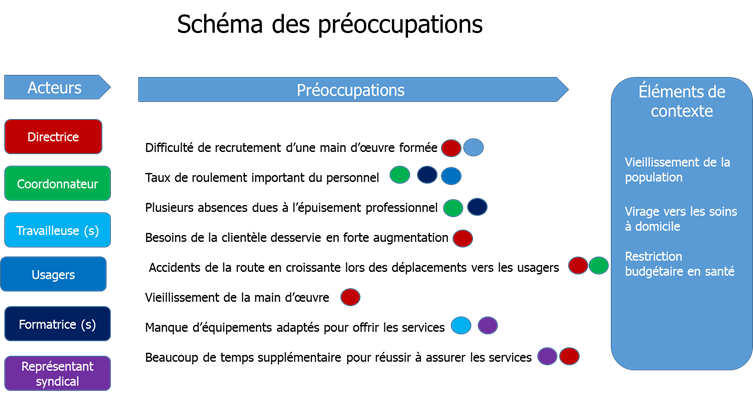 Schéma des préoccupations
Acteurs
Préoccupations
Éléments de
contexte
Directrice
Coordonnateur
Travailleuse (s)
Usagers
Formatrice (s)
Représentant
syndical
Difficulté de recrutement d’une main d’œuvre formée
Taux de roulement important du personnel
Plusieurs absences dues à l’épuisement professionnel
Besoins de la clientèle desservie en forte augmentation
Accidents de la route en croissante lors des déplacements vers les usagers
Vieillissement de la main d’œuvre
Manque d’équipements adaptés pour offrir les services
Beaucoup de temps supplémentaire pour réussir à assurer les services
Vieillissement de la
population
Virage vers les soins
à domicile
Restriction
budgétaire en santé